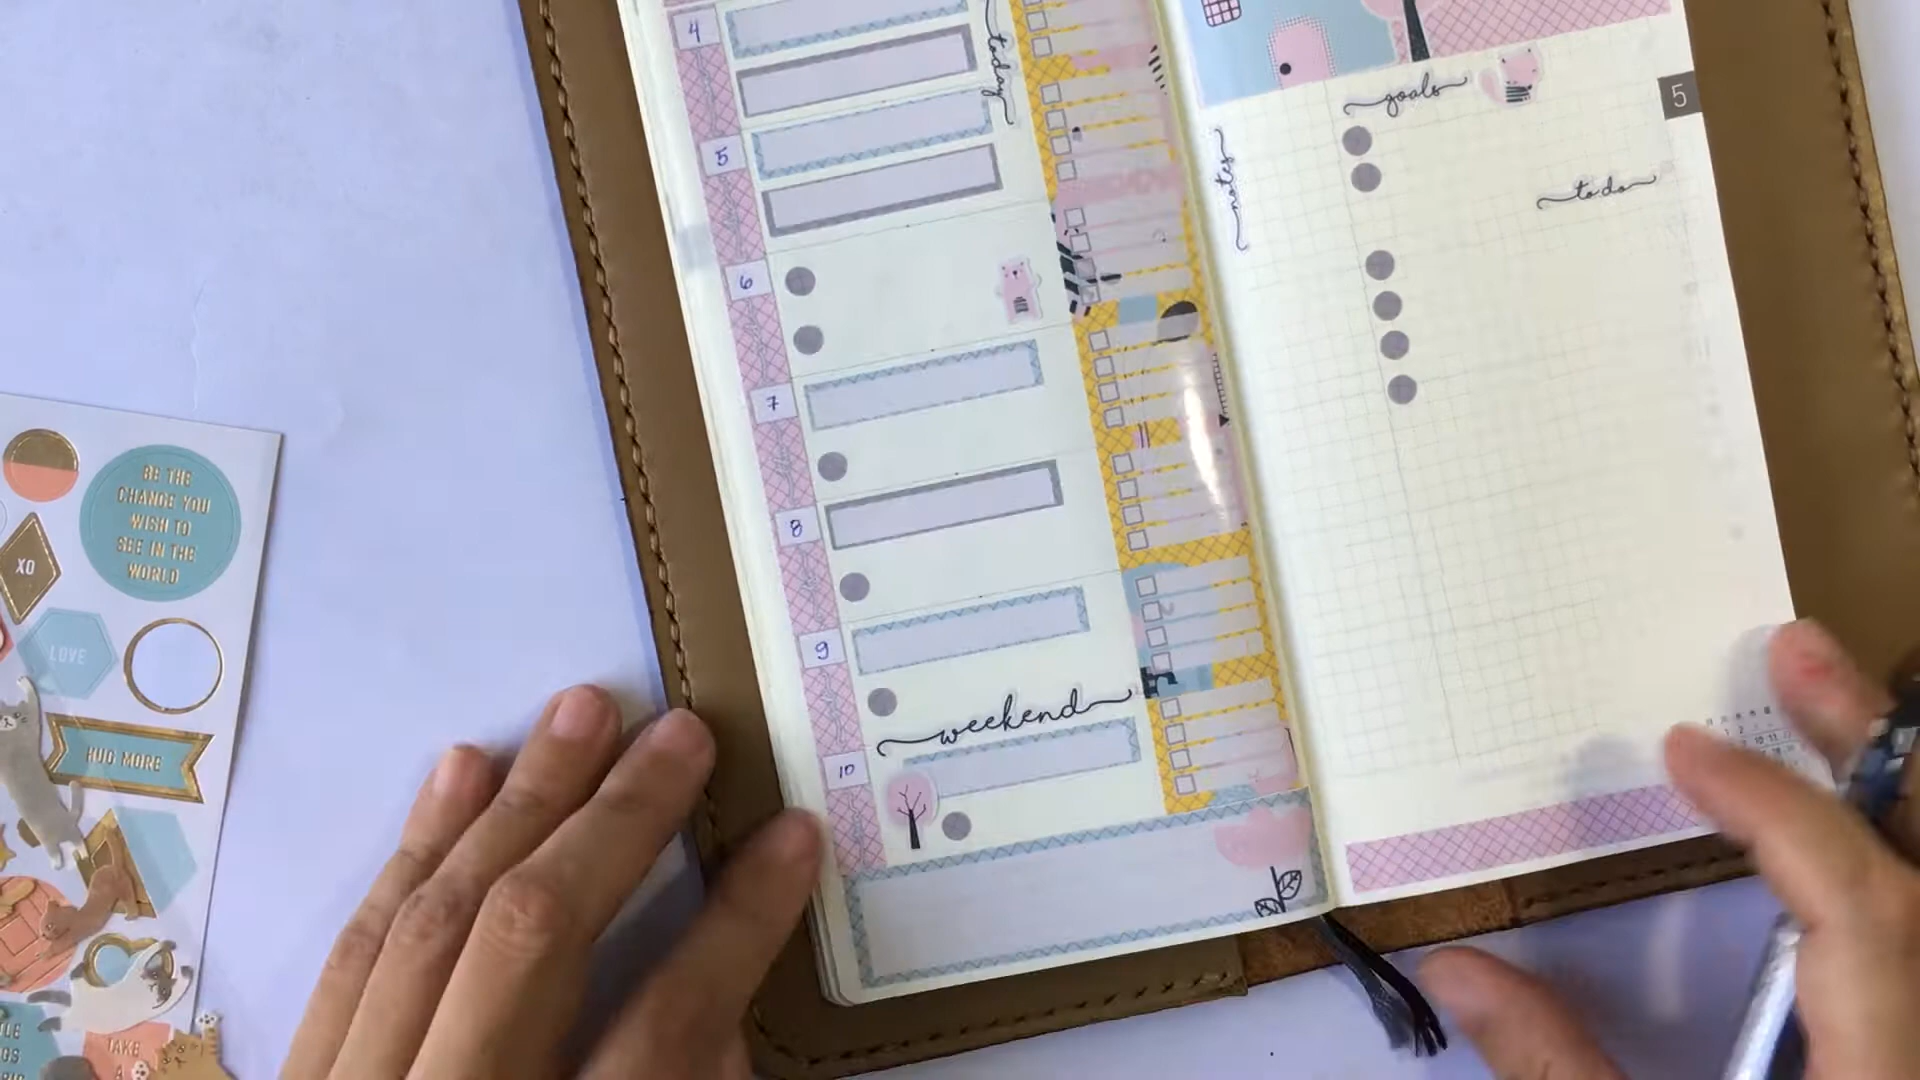 4
today
5
6
7
8
9
weekend
10
goals
5
notes
to do
BE THE
CHANGE YOU
WISH TO
SEE IN THE
WORLD
XO
LOVE
HUG MORE
TAKE
A